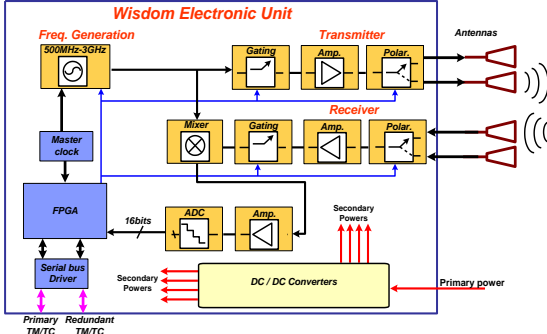 Wisdom Electronic Unit
Freq. Generation
Transmitter
Antennas
500MHz-3GHz
Gating
Amp.
Polar.
Receiver
Mixer
Gating
Amp.
Polar.
Master
clock
FPGA
16bits
ADC
Amp.
Secondary
Powers
Serial bus
Driver
Secondary
Powers
DC / DC Converters
Primary power
Primary
TM/TC
Redundant
TM/TC